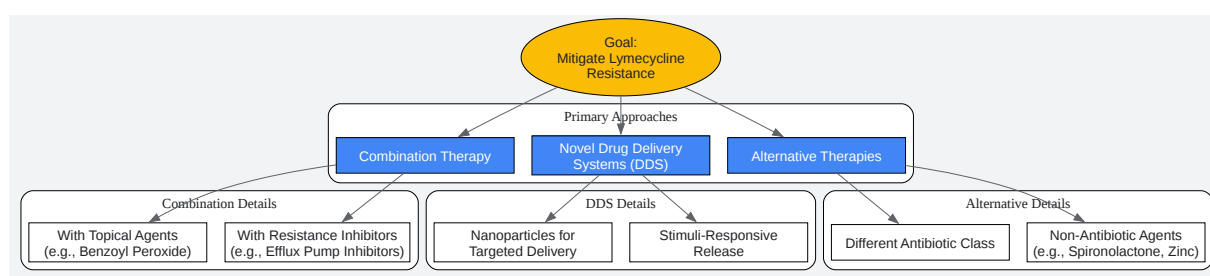 Goal:
Mitigate Lymecycline
Resistance
Primary Approaches
Combination Therapy
Novel Drug Delivery
Systems (DDS)
Alternative Therapies
Combination Details
With Topical Agents
(e.g., Benzoyl Peroxide)
With Resistance Inhibitors
(e.g., Efflux Pump Inhibitors)
DDS Details
Nanoparticles for
Targeted Delivery
Stimuli-Responsive
Release
Alternative Details
Different Antibiotic Class
Non-Antibiotic Agents
(e.g., Spironolactone, Zinc)